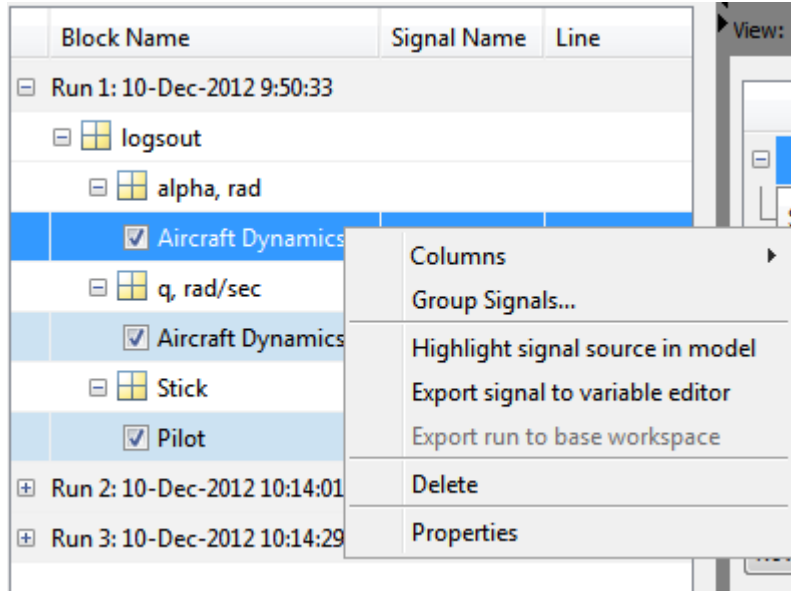 Block Name Signal Name Line
View:
Run 1: 10-Dec-2012 9:50:33
logsout
alpha, rad
Aircraft Dynamics
q, rad/sec
Aircraft Dynamics
Stick
Pilot
Run 2: 10-Dec-2012 10:14:01
Run 3: 10-Dec-2012 10:14:29
Columns
Group Signals...
Highlight signal source in model
Export signal to variable editor
Export run to base workspace
Delete
Properties